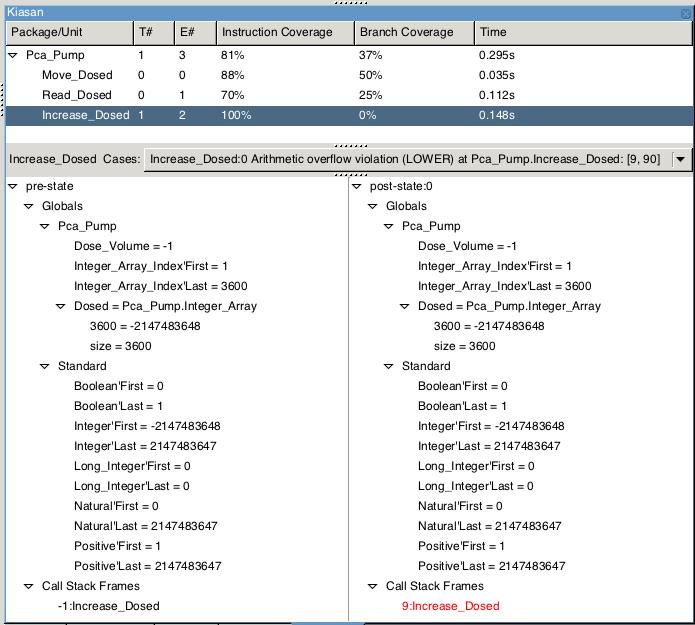 Kiasan
Package/Unit T# E# Instruction Coverage Branch Coverage Time
Pca_Pump 1 3 81% 37% 0.295s
Move_Dosed 0 0 88% 50% 0.035s
Read_Dosed 0 1 70% 25% 0.112s
Increase_Dosed 1 2 100% 0% 0.148s
Increase_Dosed Cases: Increase_Dosed:0 Arithmetic overflow violation (LOWER) at Pca_Pump.Increase_Dosed: [9, 90]
pre-state post-state:0
Globals Globals
Pca_Pump Pca_Pump
Dose_Volume = -1 Dose_Volume = -1
Integer_Array_Index'First = 1 Integer_Array_Index'First = 1
Integer_Array_Index'Last = 3600 Integer_Array_Index'Last = 3600
Dosed = Pca_Pump.Integer_Array Dosed = Pca_Pump.Integer_Array
3600 = -2147483648 3600 = -2147483648
size = 3600 size = 3600
Standard Standard
Boolean'First = 0 Boolean'First = 0
Boolean'Last = 1 Boolean'Last = 1
Integer'First = -2147483648 Integer'First = -2147483648
Integer'Last = 2147483647 Integer'Last = 2147483647
Long_Integer'First = 0 Long_Integer'First = 0
Long_Integer'Last = 0 Long_Integer'Last = 0
Natural'First = 0 Natural'First = 0
Natural'Last = 2147483647 Natural'Last = 2147483647
Positive'First = 1 Positive'First = 1
Positive'Last = 2147483647 Positive'Last = 2147483647
Call Stack Frames Call Stack Frames
-1:Increase_Dosed 9:Increase_Dosed